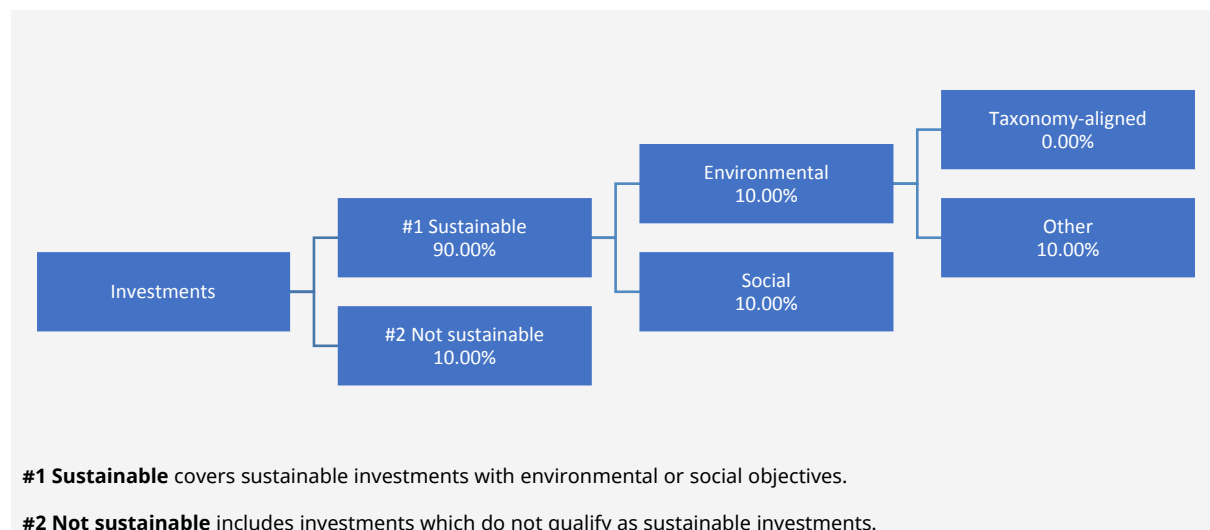 Taxonomy-aligned
0.00%
Environmental
10.00%
#1 Sustainable
90.00%
Other
10.00%
Investments
Social
10.00%
#2 Not sustainable
10.00%
#1 Sustainable covers sustainable investments with environmental or social objectives.
#2 Not sustainable includes investments which do not qualify as sustainable investments.